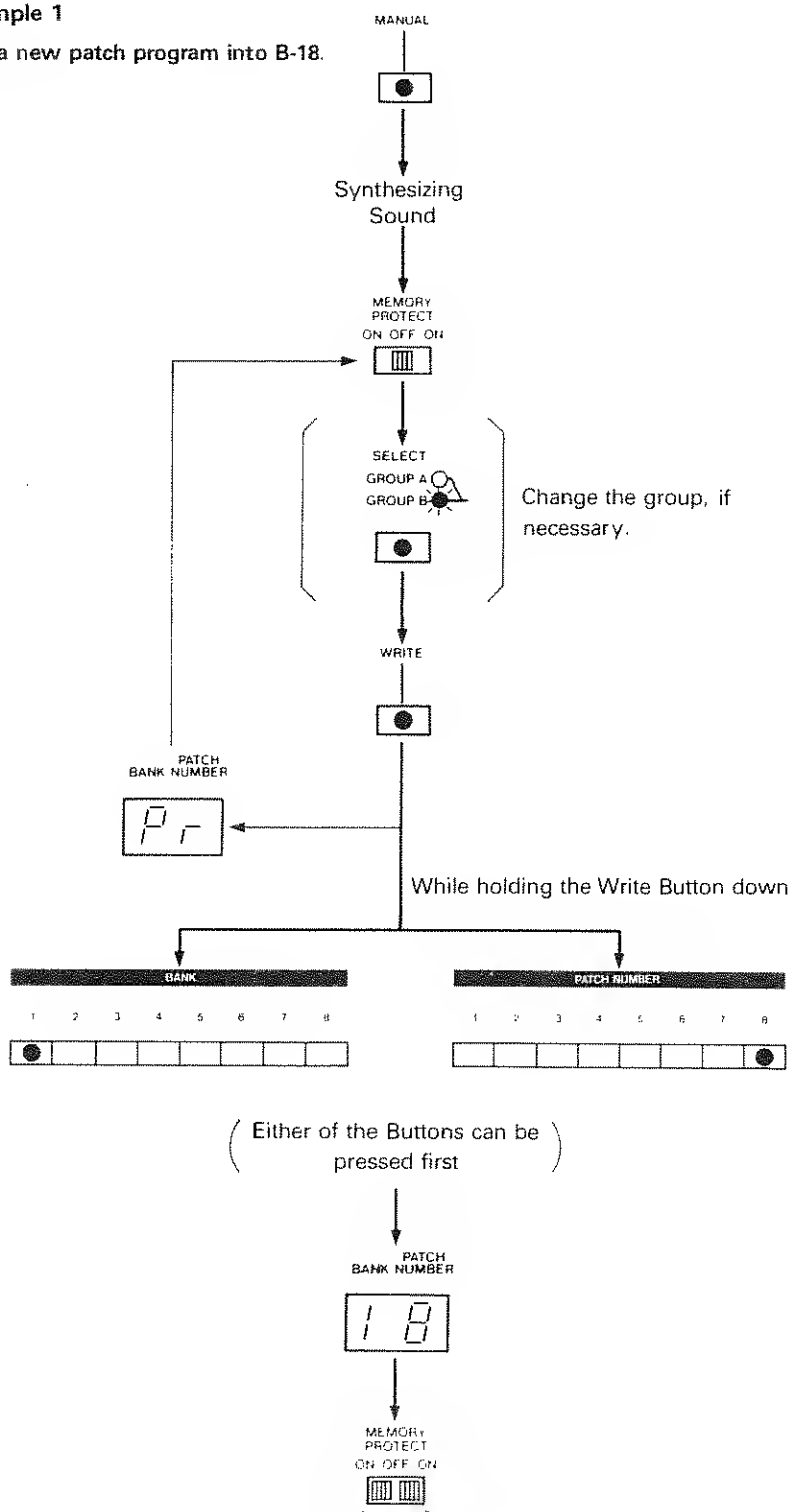 nple 1
a new patch program into B-18.
MANUAL
Synthesizing
Sound
MEMORY
PROTECT
ON OFF ON
SELECT
GROUP A
GROUP B
Change the group, if
necessary.
WRITE
PATCH
BANK NUMBER
Pr
While holding the Write Button down
BANK
1 2 3 4 5 6 7 8
PATCH NUMBER
1 2 3 4 5 6 7 8
Either of the Buttons can be
pressed first
PATCH
BANK NUMBER
18
MEMORY
PROTECT
ON OFF ON